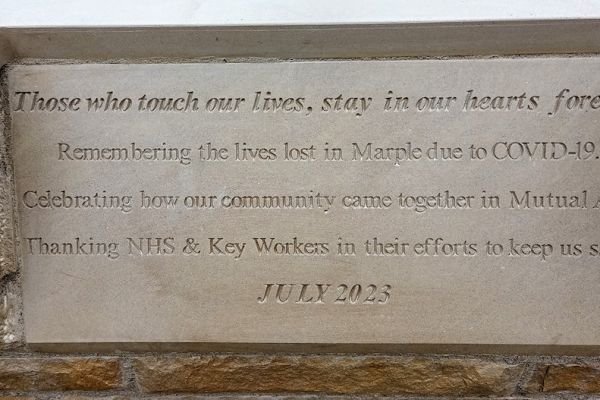 Those who touch our lives, stay in our hearts fore
Remembering the lives lost in Marple due to COVID-19.
Celebrating how our community came together in Mutual A
Thanking NHS & Key Workers in their efforts to keep us s
JULY 2023